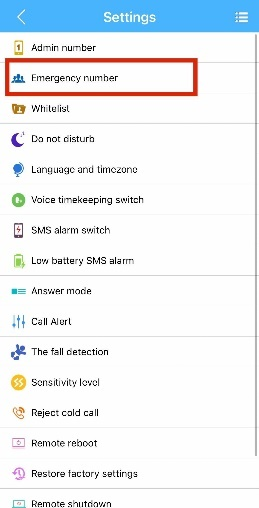 Settings
Admin number
Emergency number
Whitelist
Do not disturb
Language and timezone
Voice timekeeping switch
SMS alarm switch
Low battery SMS alarm
Answer mode
Call Alert
The fall detection
Sensitivity level
Reject cold call
Remote reboot
Restore factory settings
Remote shutdown